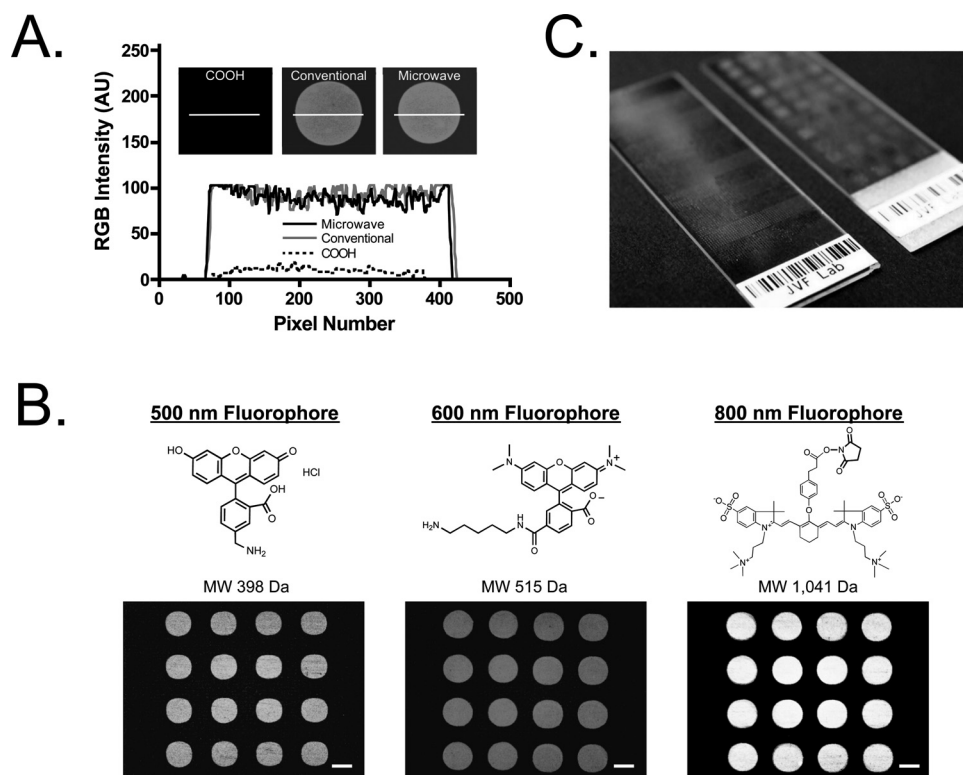 A.
RGB Intensity (AU)
250
200
150
100
50
0
COOH
Conventional
Microwave
Microwave
Conventional
COOH
0
100
200
300
400
500
Pixel Number
C.
JVF Lab
JVF Lab
B.
500 nm Fluorophore
HO
O
O
HCl
OH
O
NH₂
MW 398 Da
600 nm Fluorophore
N
O
N⁺
O⁻
O
H₂N
H
N
O
MW 515 Da
800 nm Fluorophore
O
O
O
N
O
O
O
⁻O
S
O
O
N⁺
N
O
S
O
O⁻
N⁺
N⁺
MW 1,041 Da